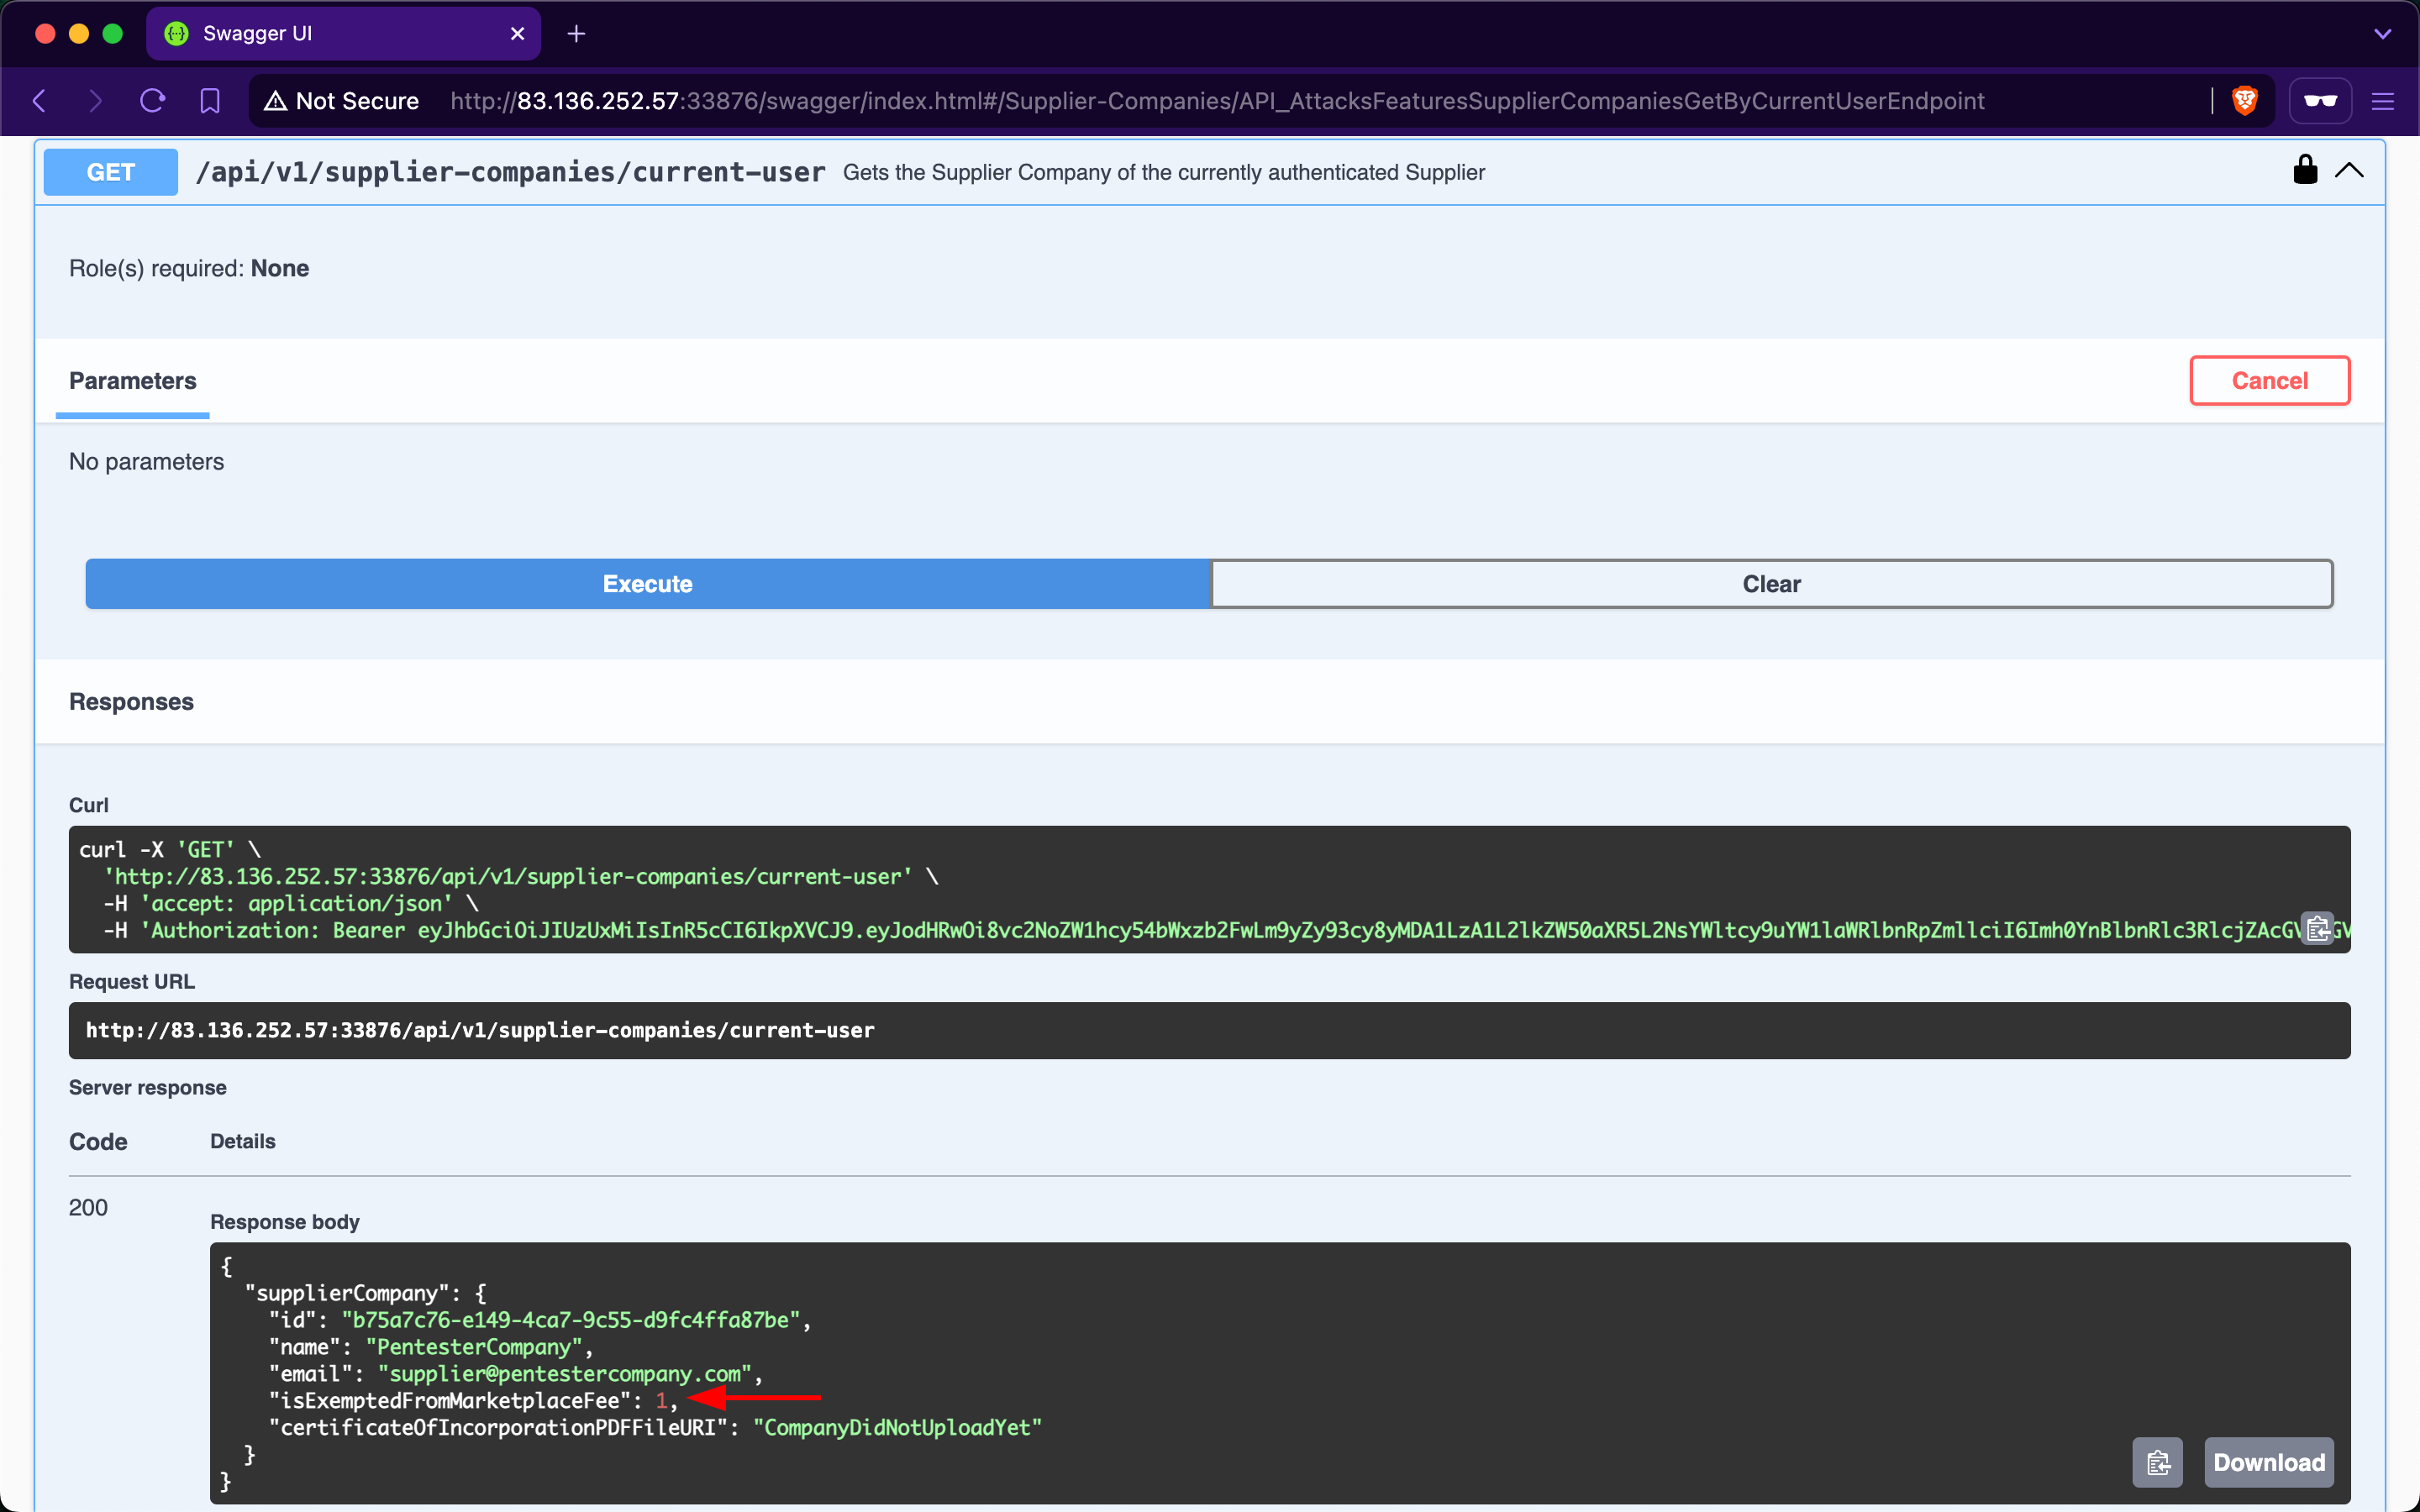 Swagger UI
Not Secure http://83.136.252.57:33876/swagger/index.html#/Supplier-Companies/API_AttacksFeaturesSupplierCompaniesGetByCurrentUserEndpoint
GET /api/v1/supplier-companies/current-user Gets the Supplier Company of the currently authenticated Supplier
Role(s) required: None
Parameters
Cancel
No parameters
Execute
Clear
Responses
Curl
curl -X 'GET' \
'http://83.136.252.57:33876/api/v1/supplier-companies/current-user' \
-H 'accept: application/json' \
-H 'Authorization: Bearer eyJhbGciOiJIUzUxMiIsInR5cCI6IkpXVCJ9.eyJodHRwOi8vc2NoZW1hcy54bWxzb2FwLm9yZy93cy8yMDA1LzA1L2lkZW50aXR5L2NsYWltcy9uYW1laWRlbnRpZmllciI6Imh0YnBlbnRlc3RlcjZAcGV
Request URL
http://83.136.252.57:33876/api/v1/supplier-companies/current-user
Server response
Code Details
200
Response body
{
"supplierCompany": {
"id": "b75a7c76-e149-4ca7-9c55-d9fc4ffa87be",
"name": "PentesterCompany",
"email": "supplier@pentestercompany.com",
"isExemptedFromMarketplaceFee": 1,
"certificateOfIncorporationPDFFileURI": "CompanyDidNotUploadYet"
}
}
Download